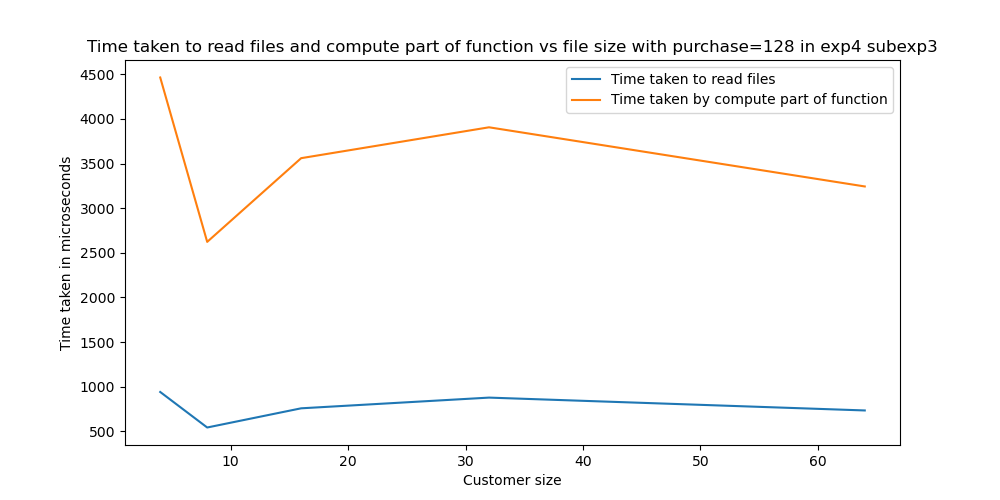 Time taken to read files and compute part of function vs file size with purchase=128 in exp4 subexp3
Time taken to read files
Time taken by compute part of function
Time taken in microseconds
4500
4000
3500
3000
2500
2000
1500
1000
500
10 20 30 40 50 60
Customer size